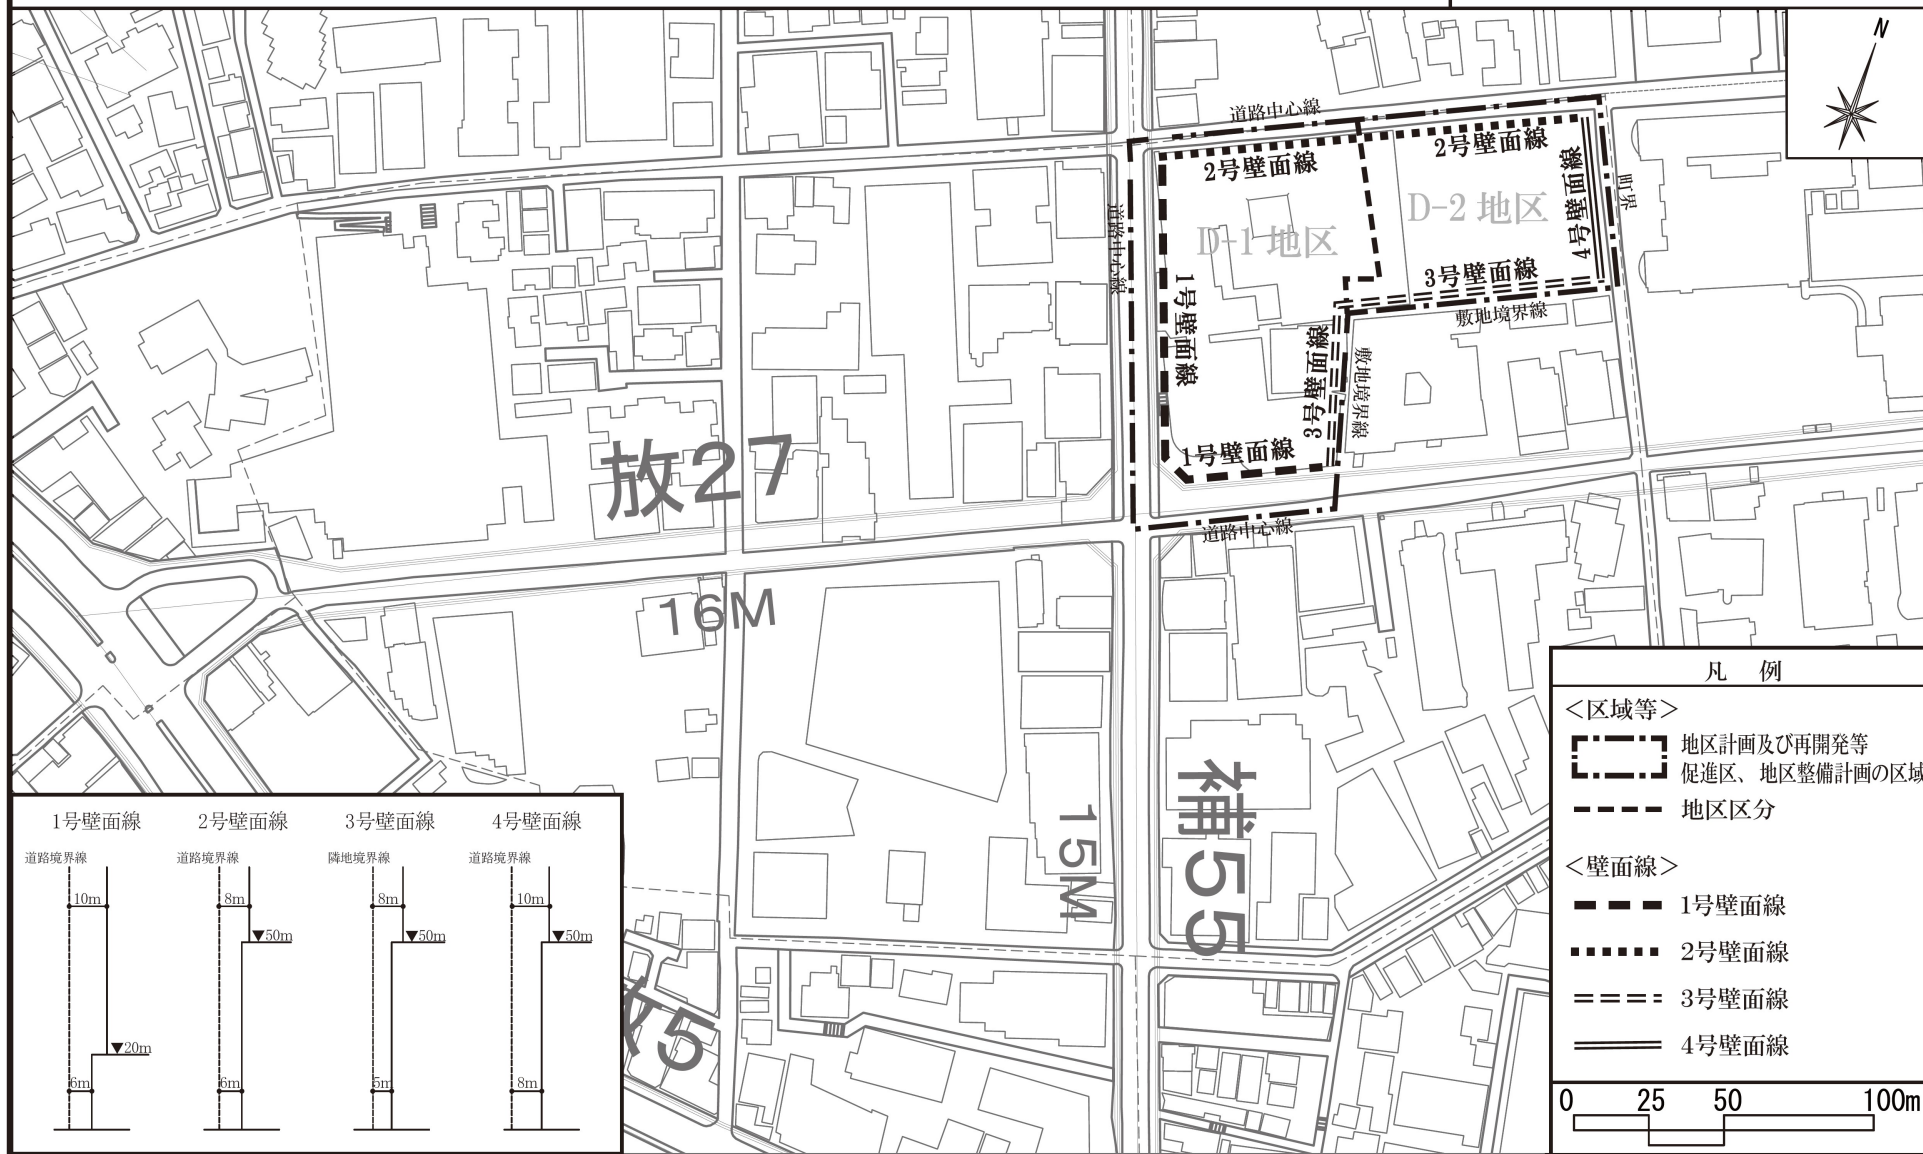 N
道路中心線
2号壁面線
2号壁面線
4号壁面線
町界
道路中心線
D-1 地区
D-2 地区
1号壁面線
3号壁面線
敷地境界線
3号壁面線
敷地境界線
1号壁面線
道路中心線
放27
16M
15M
補55
放5
凡 例
<区域等>
地区計画及び再開発等
促進区、地区整備計画の区域
地区区分
<壁面線>
1号壁面線
2号壁面線
3号壁面線
4号壁面線
0 25 50 100m
1号壁面線 2号壁面線 3号壁面線 4号壁面線
道路境界線 道路境界線 隣地境界線 道路境界線
10m 8m 8m 10m
▼50m ▼50m ▼50m
▼20m
6m 6m 5m 8m